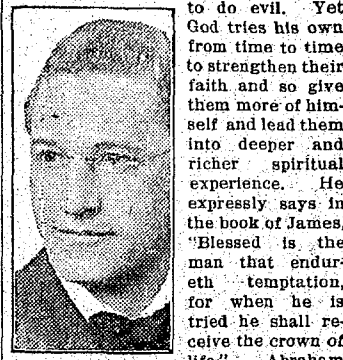 to do evil. Yet
God tries his own
from time to time
to strengthen their
faith and so give
them more of him-
self and lead them
into deeper and
richer spiritual
experience. He
expressly says in
the book of James,
"Blessed is the
man that endur-
eth temptation,
for when he is
tried he shall re-
ceive the crown of
life." Abraham